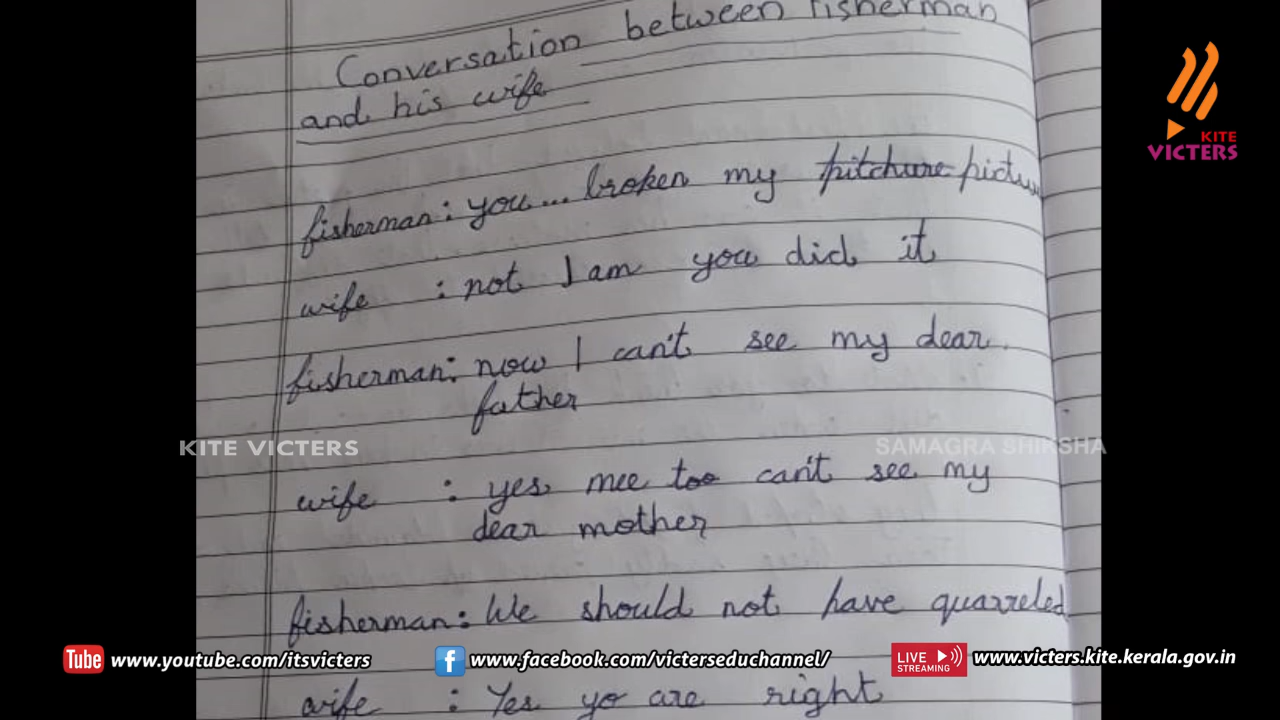 Conversation between fisherman
and his wife
KITE
VICTERS
fisherman: you... broken my pitchure picture
wife : not I am you did it
fisherman: now I can't see my dear
father
KITE VICTERS
SAMAGRA SHIKSHA
wife : yes mee too can't see my
dear mother
fisherman: We should not have quarreled
Tube www.youtube.com/itsvicters
f www.facebook.com/victerseduchannel/
LIVE STREAMING www.victers.kite.kerala.gov.in
wife : Yes yo are right